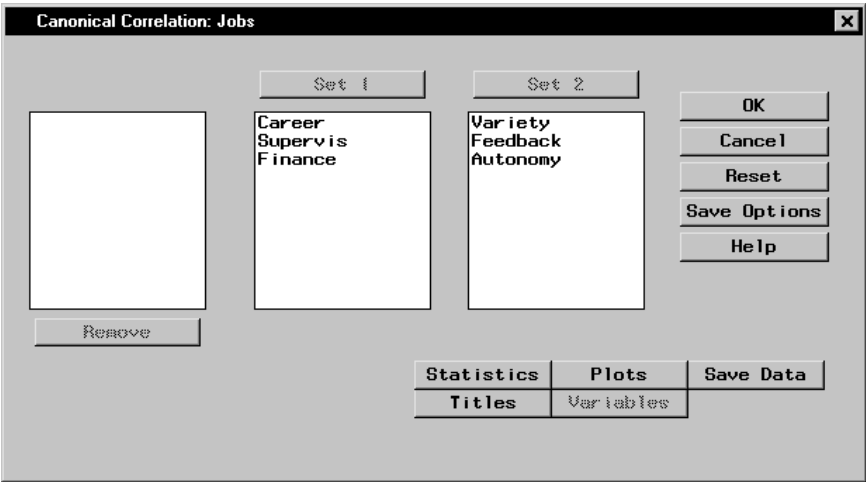 Canonical Correlation: Jobs
Set 1
Set 2
Career
Supervis
Finance
Variety
Feedback
Autonomy
OK
Cancel
Reset
Save Options
Help
Remove
Statistics
Plots
Save Data
Titles
Variables